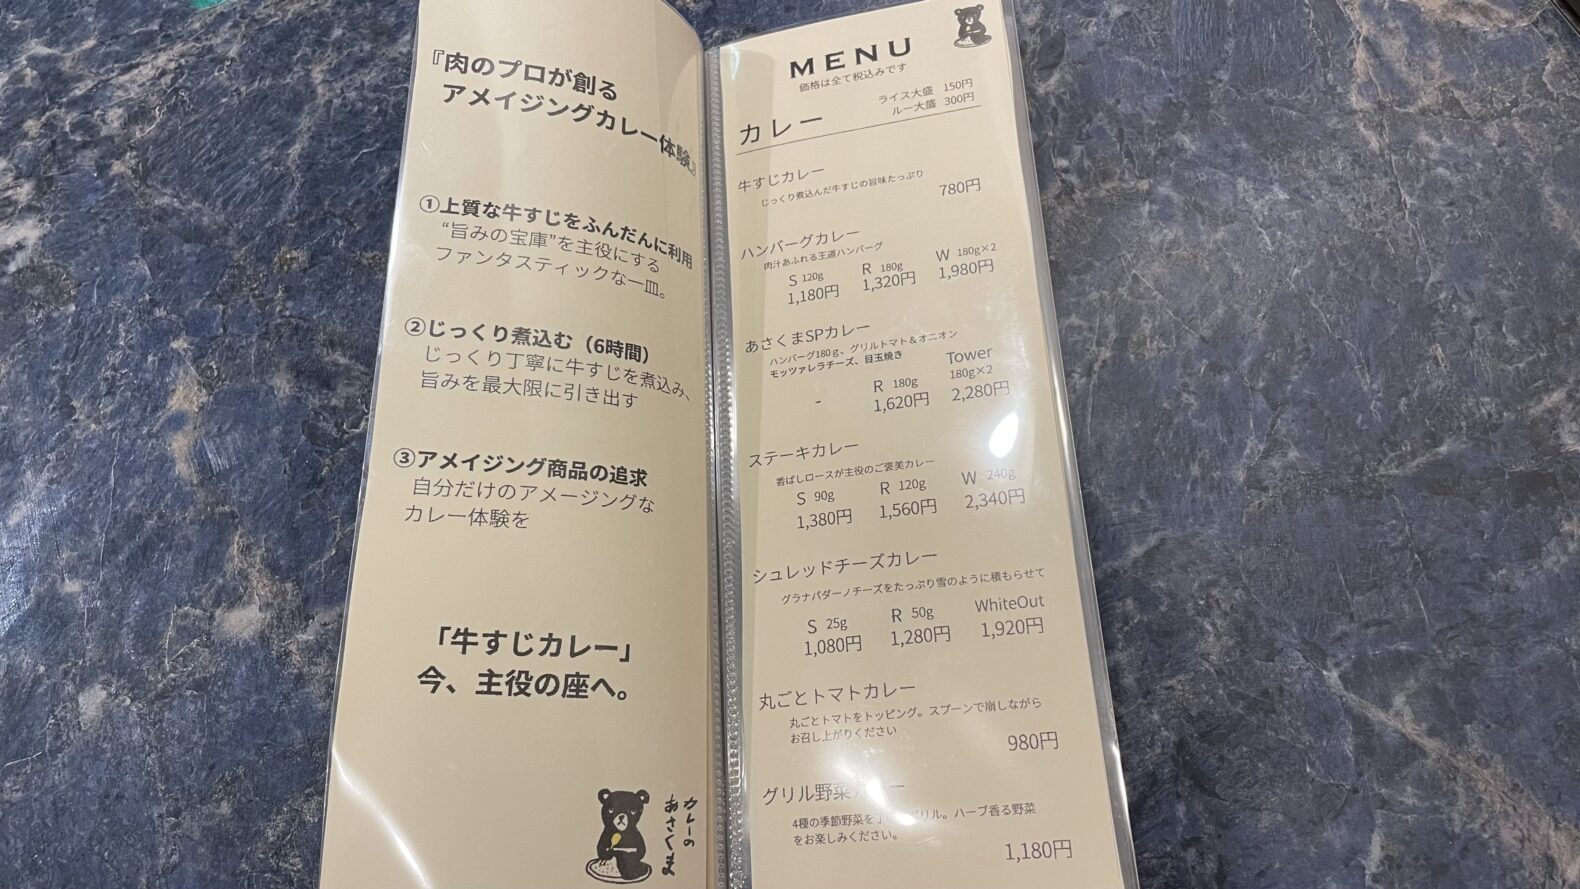 『肉のプロが創る
アメイジングカレー体験』
①上質な牛すじをふんだんに利用
“旨みの宝庫”を主役にする
ファンタスティックな一皿。
②じっくり煮込む（6時間）
じっくり丁寧に牛すじを煮込み、
旨みを最大限に引き出す
③アメイジング商品の追求
自分だけのアメージングな
カレー体験を
「牛すじカレー」
今、主役の座へ。
カレーの
あさくま
MENU
価格は全て税込みです
ライス大盛 150円
ルー大盛 300円
カレー
牛すじカレー
じっくり煮込んだ牛すじの旨味たっぷり
780円
ハンバーグカレー
肉汁あふれる王道ハンバーグ
S 120g R 180g W 180g×2
1,180円 1,320円 1,980円
あさくまSPカレー
ハンバーグ180g、グリルトマト＆オニオン
モッツァレラチーズ、目玉焼き
Tower
- R 180g 180g×2
1,620円 2,280円
ステーキカレー
香ばしロースが主役のご褒美カレー
S 90g R 120g W 240g
1,380円 1,560円 2,340円
シュレッドチーズカレー
グラナパダーノチーズをたっぷり雪のように積もらせて
S 25g R 50g WhiteOut
1,080円 1,280円 1,920円
丸ごとトマトカレー
丸ごとトマトをトッピング。スプーンで崩しながら
お召し上がりください
980円
グリル野菜カレー
4種の季節野菜を グリル。ハーブ香る野菜
をお楽しみください。
1,180円